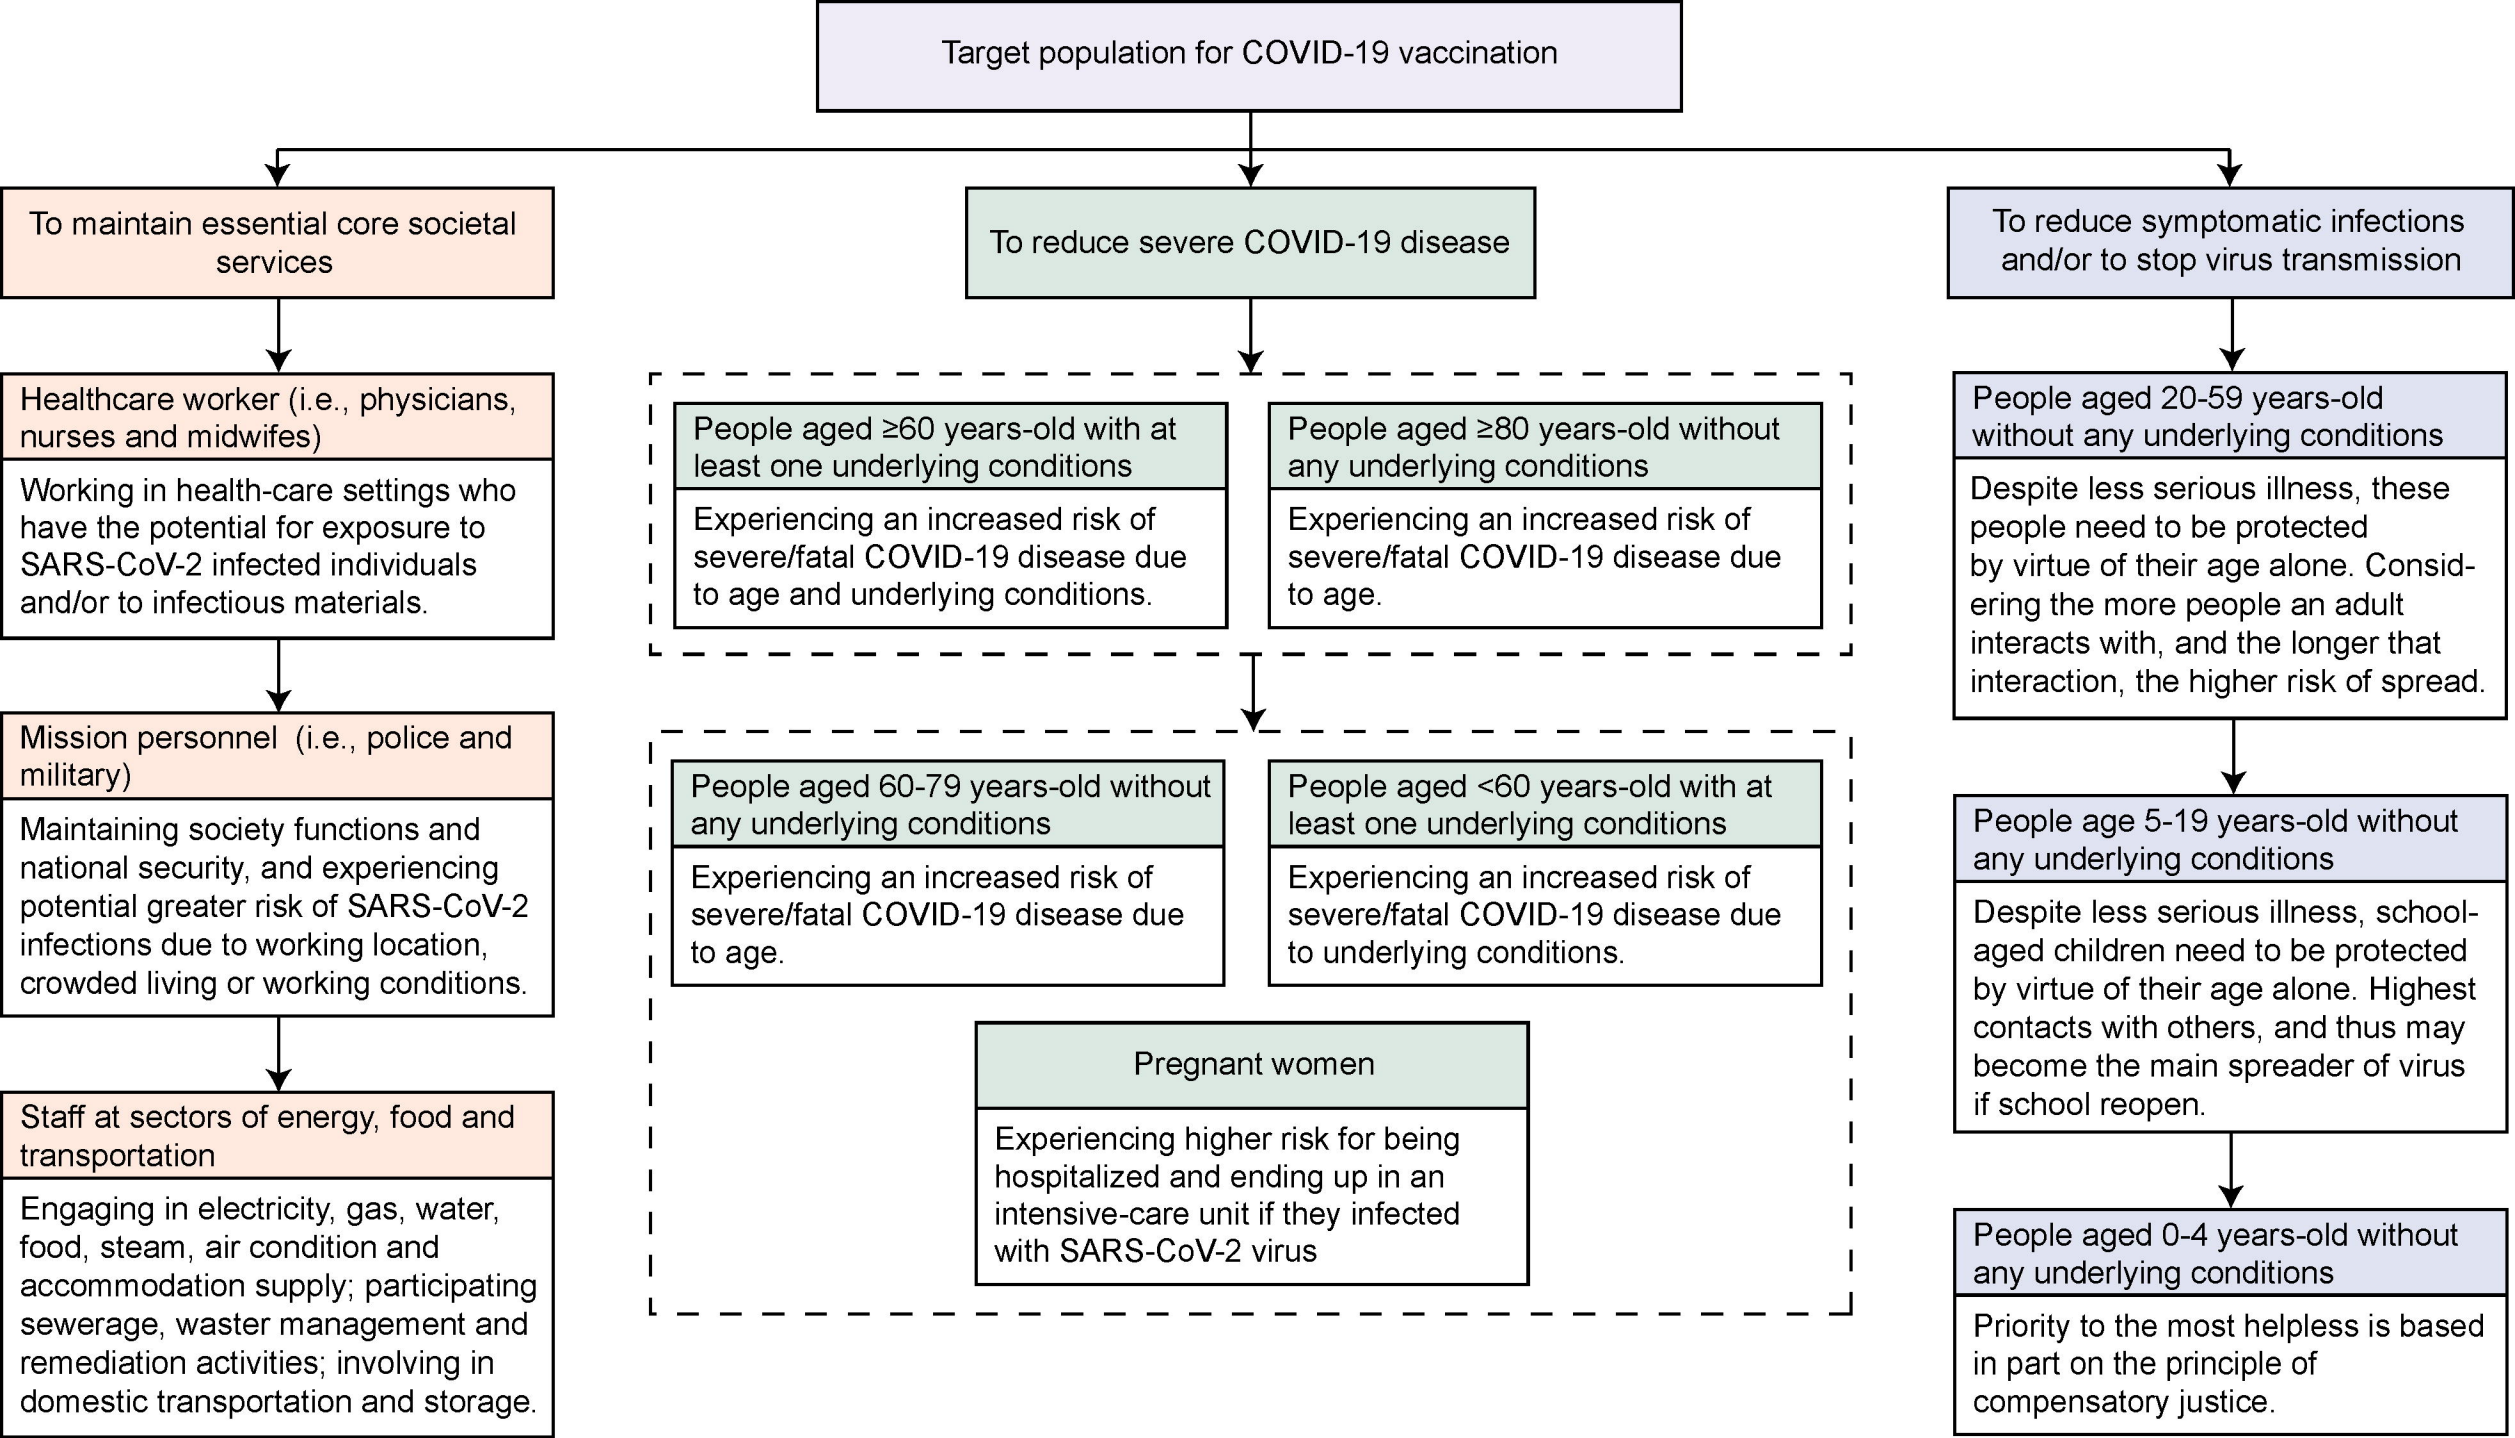 Target population for COVID-19 vaccination
To maintain essential core societal
services
Healthcare worker (i.e., physicians,
nurses and midwifes)
Working in health-care settings who
have the potential for exposure to
SARS-CoV-2 infected individuals
and/or to infectious materials.
Mission personnel  (i.e., police and
military)
Maintaining society functions and
national security, and experiencing
potential greater risk of SARS-CoV-2
infections due to working location,
crowded living or working conditions.
Staff at sectors of energy, food and
transportation
Engaging in electricity, gas, water,
food, steam, air condition and
accommodation supply; participating
sewerage, waster management and
remediation activities; involving in
domestic transportation and storage.
To reduce severe COVID-19 disease
People aged ≥60 years-old with at
least one underlying conditions
Experiencing an increased risk of
severe/fatal COVID-19 disease due
to age and underlying conditions.
People aged ≥80 years-old without
any underlying conditions
Experiencing an increased risk of
severe/fatal COVID-19 disease due
to age.
People aged 60-79 years-old without
any underlying conditions
Experiencing an increased risk of
severe/fatal COVID-19 disease due
to age.
People aged <60 years-old with at
least one underlying conditions
Experiencing an increased risk of
severe/fatal COVID-19 disease due
to underlying conditions.
Pregnant women
Experiencing higher risk for being
hospitalized and ending up in an
intensive-care unit if they infected
with SARS-CoV-2 virus
To reduce symptomatic infections
and/or to stop virus transmission
People aged 20-59 years-old
without any underlying conditions
Despite less serious illness, these
people need to be protected
by virtue of their age alone. Consid-
ering the more people an adult
interacts with, and the longer that
interaction, the higher risk of spread.
People age 5-19 years-old without
any underlying conditions
Despite less serious illness, school-
aged children need to be protected
by virtue of their age alone. Highest
contacts with others, and thus may
become the main spreader of virus
if school reopen.
People aged 0-4 years-old without
any underlying conditions
Priority to the most helpless is based
in part on the principle of
compensatory justice.